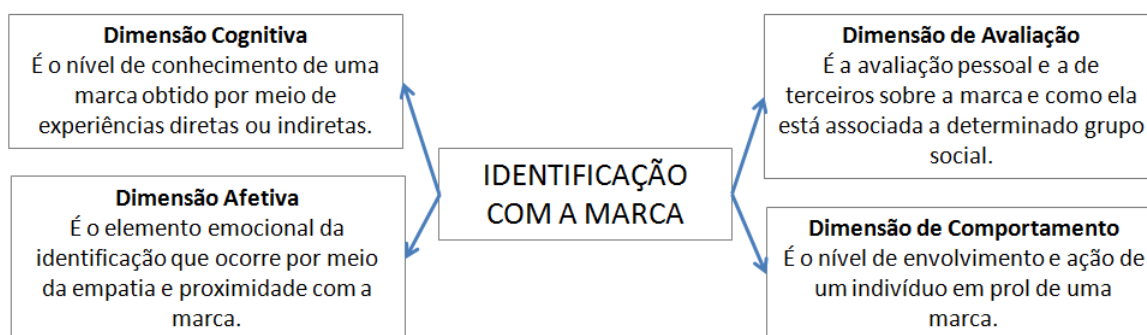 Dimensão Cognitiva
É o nível de conhecimento de uma
marca obtido por meio de
experiências diretas ou indiretas.
Dimensão Afetiva
É o elemento emocional da
identificação que ocorre por meio
da empatia e proximidade com a
marca.
IDENTIFICAÇÃO
COM A MARCA
Dimensão de Avaliação
É a avaliação pessoal e a de
terceiros sobre a marca e como ela
está associada a determinado grupo
social.
Dimensão de Comportamento
É o nível de envolvimento e ação de
um indivíduo em prol de uma
marca.